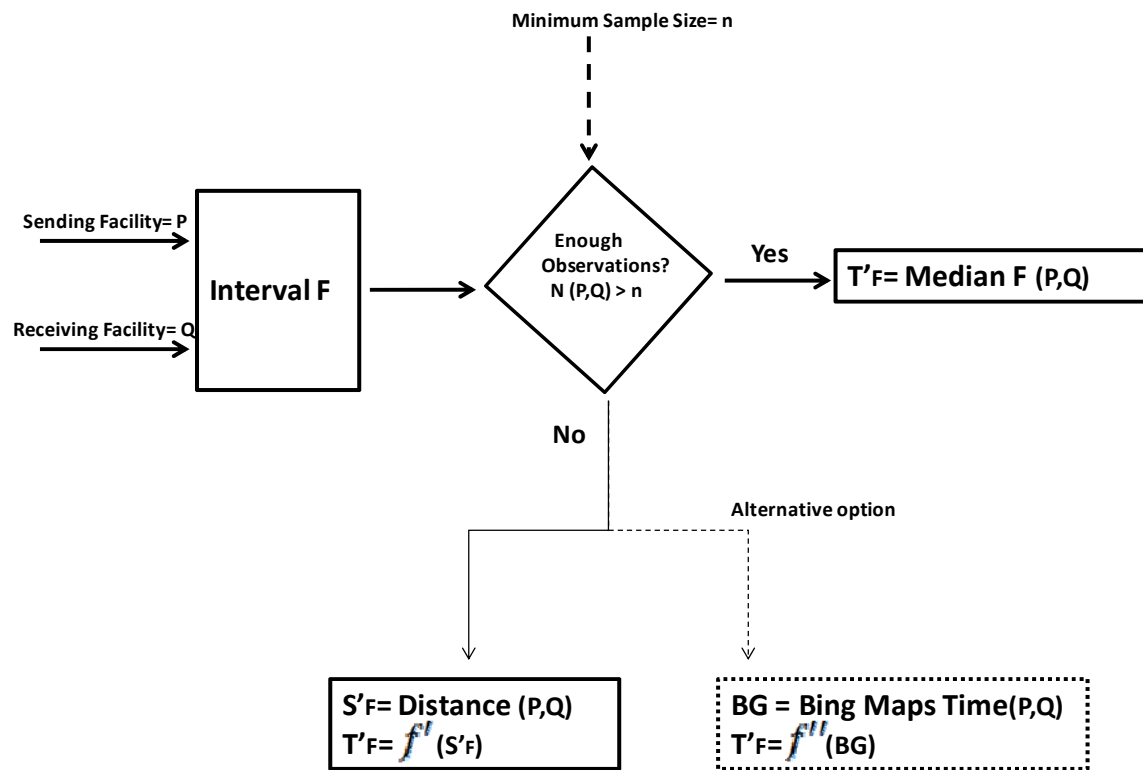 Minimum Sample Size= n
Sending Facility= P
Receiving Facility= Q
Interval F
Enough
Observations?
N (P,Q) > n
Yes
T'F= Median F (P,Q)
No
Alternative option
S'F= Distance (P,Q)
T'F= f' (S'F)
BG = Bing Maps Time(P,Q)
T'F= f'' (BG)